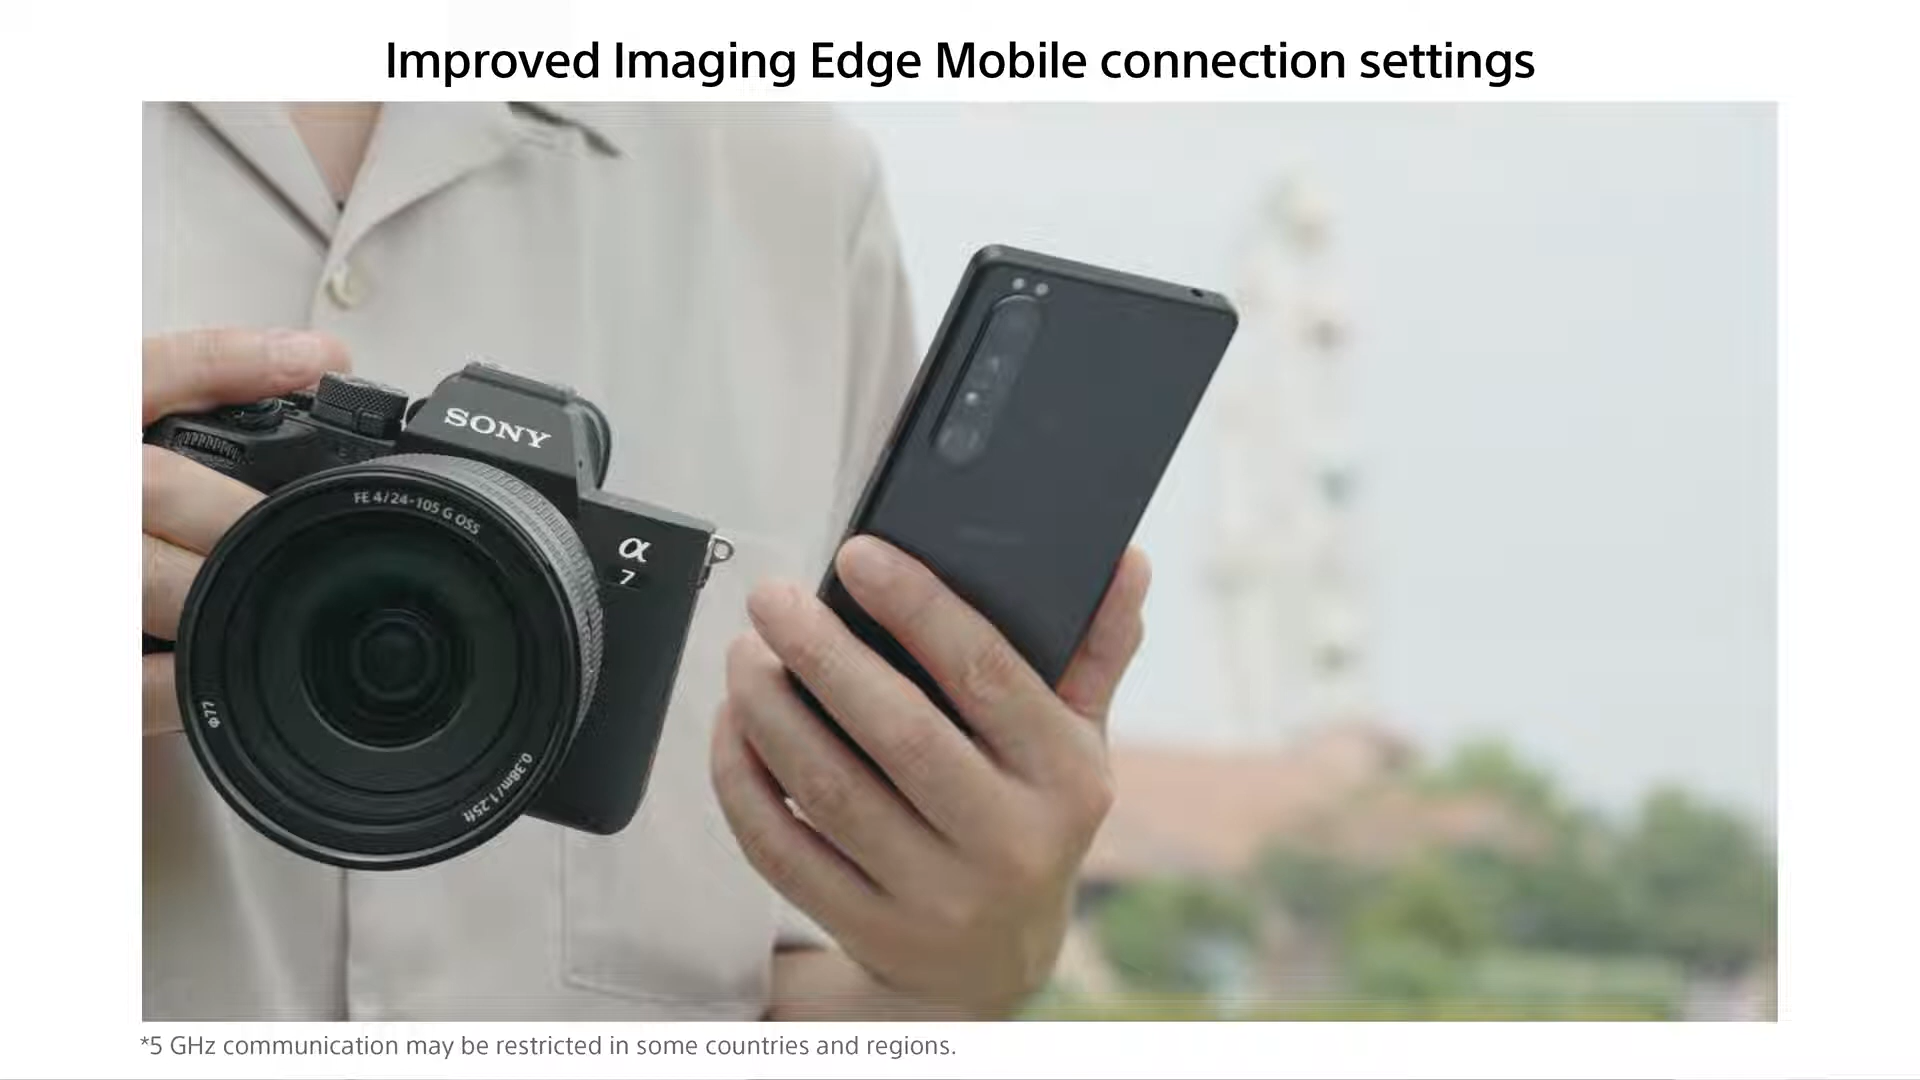 Improved Imaging Edge Mobile connection settings
SONY
FE 4/24-105 G OSS
α
7
Φ77
0.38m/1.25ft
*5 GHz communication may be restricted in some countries and regions.